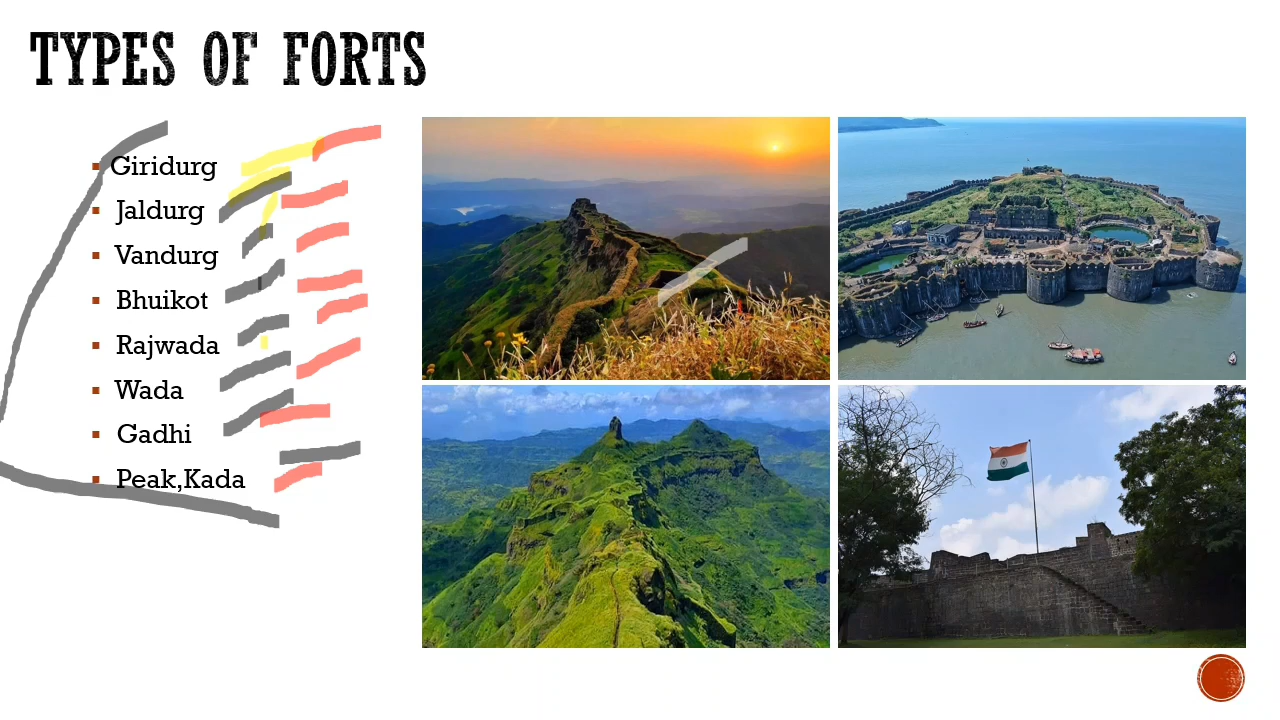 TYPES OF FORTS
Giridurg
Jaldurg
Vandurg
Bhuikot
Rajwada
Wada
Gadhi
Peak,Kada